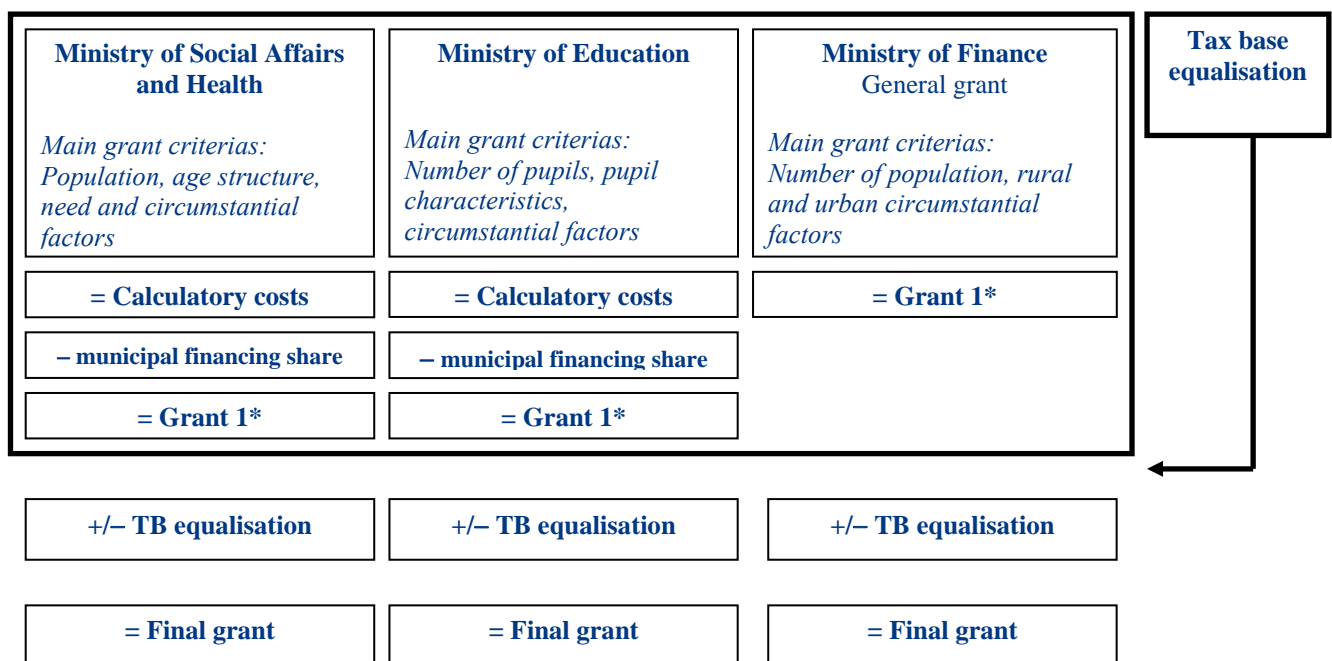 Ministry of Social Affairs
and Health
Main grant criterias:
Population, age structure,
need and circumstantial
factors
= Calculatory costs
– municipal financing share
= Grant 1*
Ministry of Education
Main grant criterias:
Number of pupils, pupil
characteristics,
circumstantial factors
= Calculatory costs
– municipal financing share
= Grant 1*
Ministry of Finance
General grant
Main grant criterias:
Number of population, rural
and urban circumstantial
factors
= Grant 1*
Tax base
equalisation
+/– TB equalisation
+/– TB equalisation
+/– TB equalisation
= Final grant
= Final grant
= Final grant